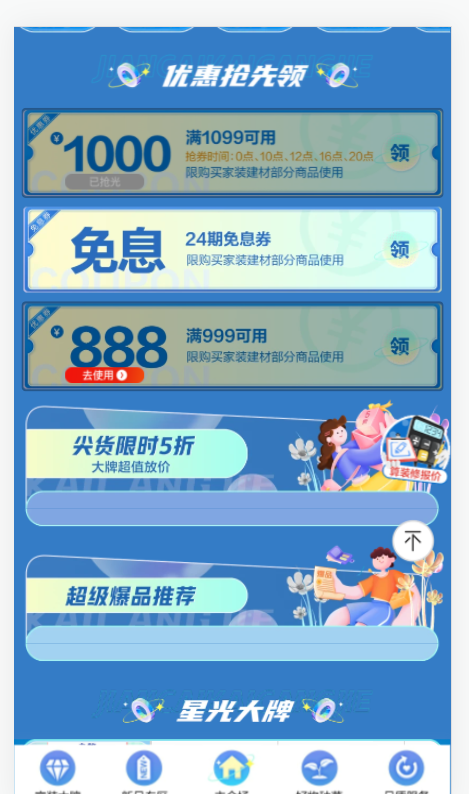 优惠抢先领
优惠券
¥1000
已抢光
满1099可用
抢券时间:0点、10点、12点、16点、20点
限购买家装建材部分商品使用
领
免息券
免息
24期免息券
限购买家装建材部分商品使用
领
优惠券
¥888
去使用
满999可用
限购买家装建材部分商品使用
领
尖货限时5折
大牌超值放价
算装修报价
超级爆品推荐
爆品
星光大牌